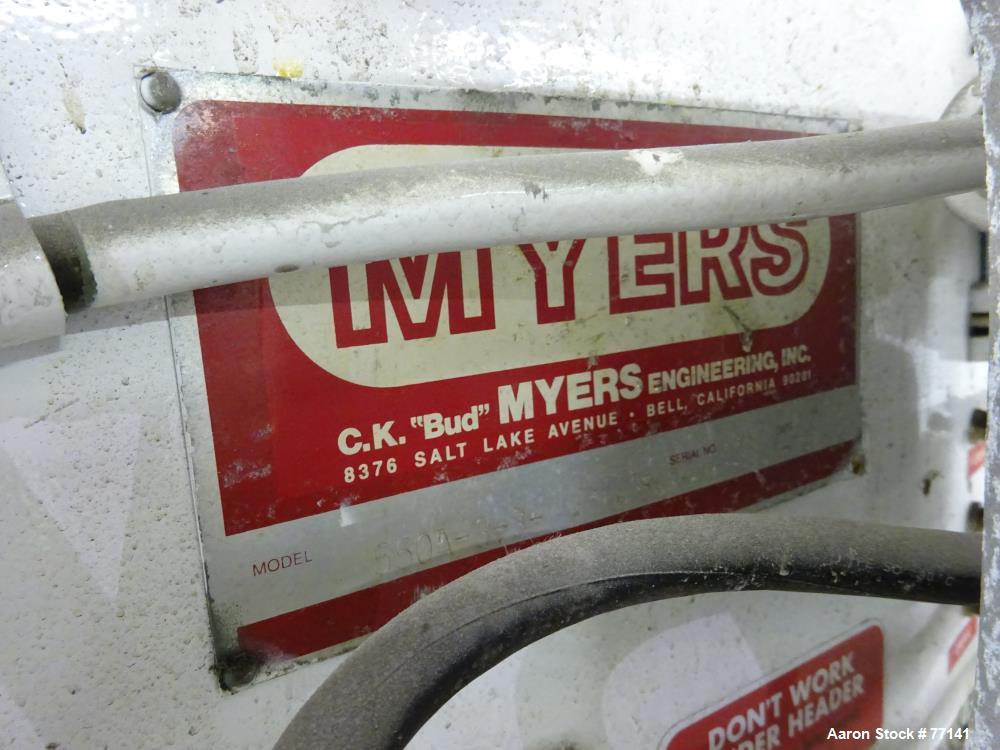 MYERS
C.K. "Bud" MYERS ENGINEERING, INC.
8376 SALT LAKE AVENUE · BELL, CALIFORNIA 90201
SERIAL NO.
MODEL
DON'T WORK
HEADER
Aaron Stock # 77141